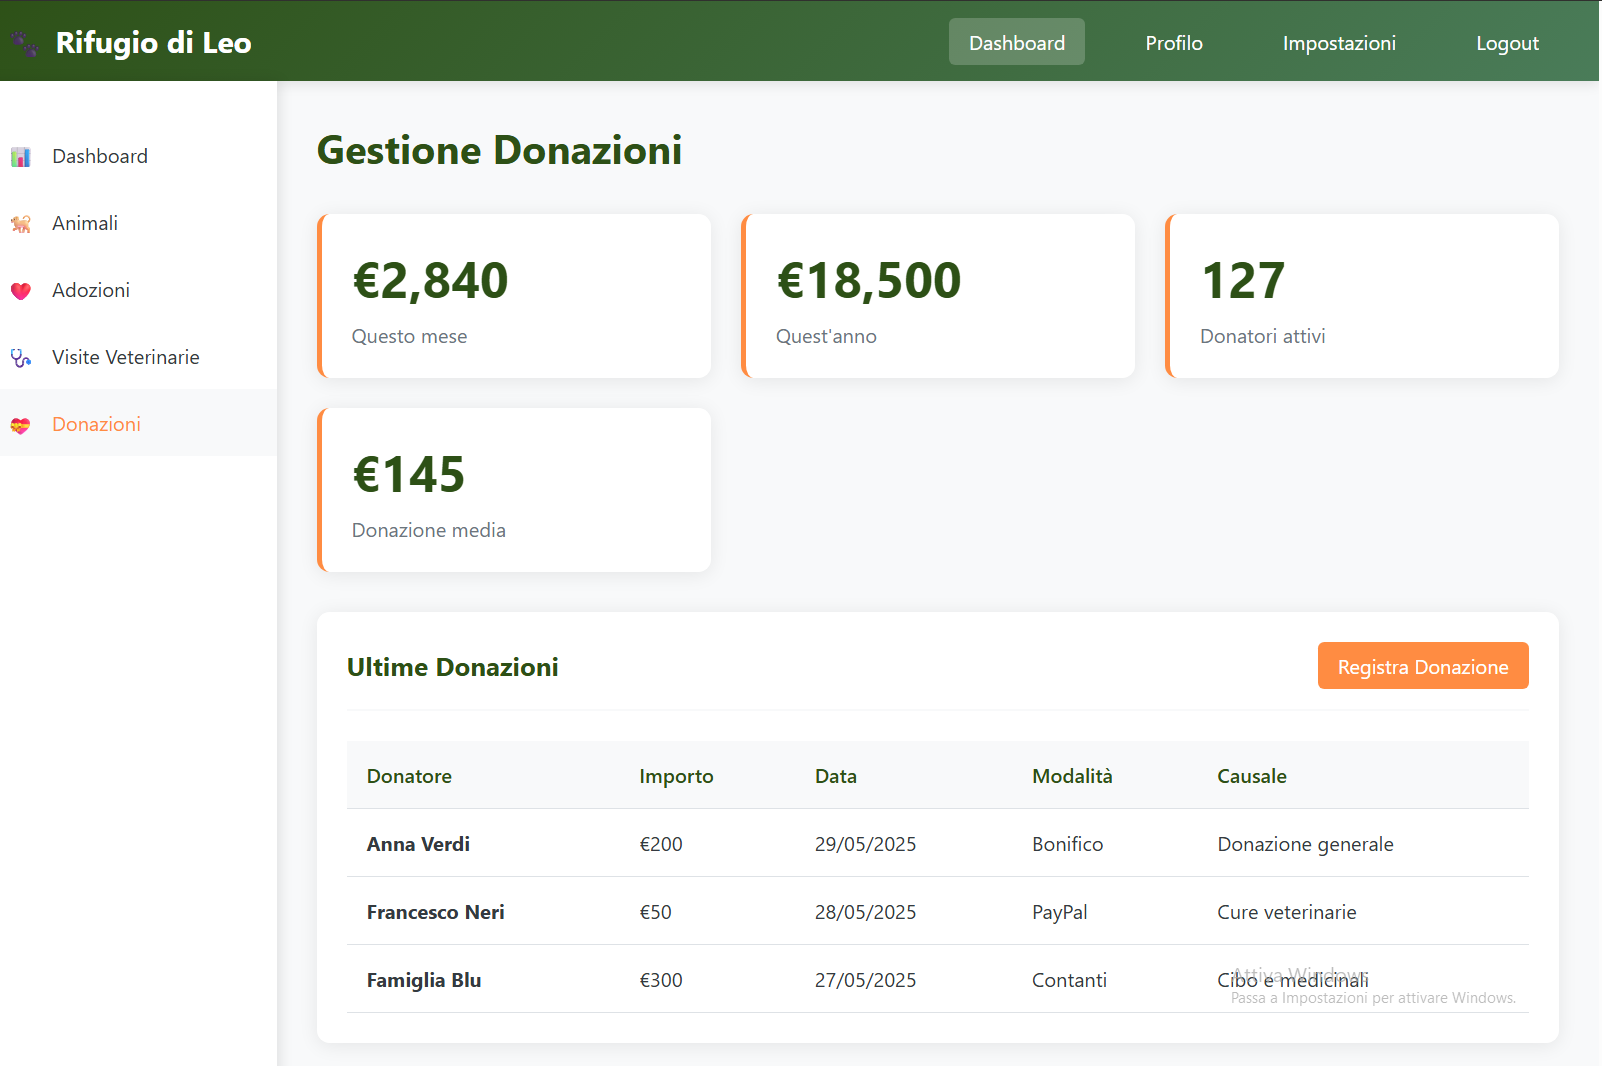 Rifugio di Leo
Dashboard Profilo Impostazioni Logout
Dashboard
Animali
Adozioni
Visite Veterinarie
Donazioni
Gestione Donazioni
€2,840
Questo mese
€18,500
Quest'anno
127
Donatori attivi
€145
Donazione media
Ultime Donazioni
Registra Donazione
Donatore Importo Data Modalità Causale
Anna Verdi €200 29/05/2025 Bonifico Donazione generale
Francesco Neri €50 28/05/2025 PayPal Cure veterinarie
Famiglia Blu €300 27/05/2025 Contanti Cibo e medicinali
Attiva Windows
Passa a Impostazioni per attivare Windows.